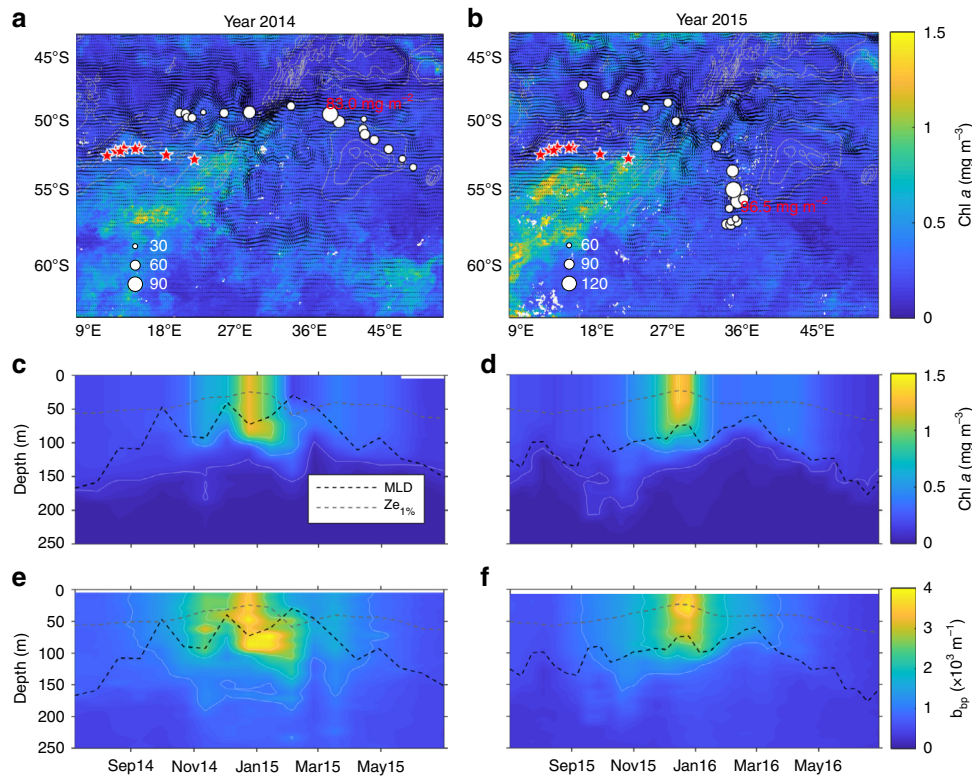 a
Year 2014
b
Year 2015
45°S
50°S
55°S
60°S
83.0 mg m⁻²
30
60
90
9°E
18°E
27°E
36°E
45°E
45°S
50°S
55°S
60°S
60
90
120
9°E
18°E
27°E
36°E
45°E
1.5
1
0.5
0
Chl a (mg m⁻³)
c
Depth (m)
0
50
100
150
200
250
MLD
Ze1%
d
1.5
1
0.5
0
Chl a (mg m⁻³)
e
Depth (m)
0
50
100
150
200
250
Sep14
Nov14
Jan15
Mar15
May15
f
Sep15
Nov15
Jan16
Mar16
May16
4
3
2
1
0
bbp (×10³ m⁻¹)